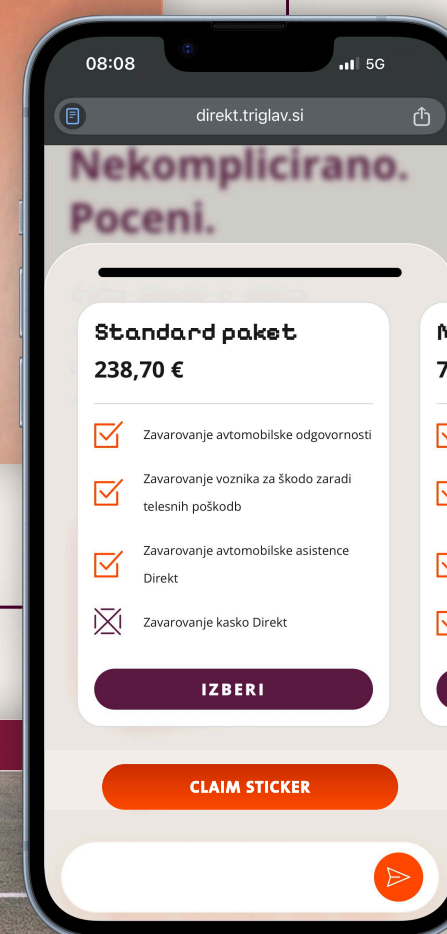 08:08
5G
direkt.triglav.si
Nekomplicirano.
Poceni.
Standard paket
238,70 €
Zavarovanje avtomobilske odgovornosti
Zavarovanje voznika za škodo zaradi
telesnih poškodb
Zavarovanje avtomobilske asistence
Direkt
Zavarovanje kasko Direkt
IZBERI
CLAIM STICKER